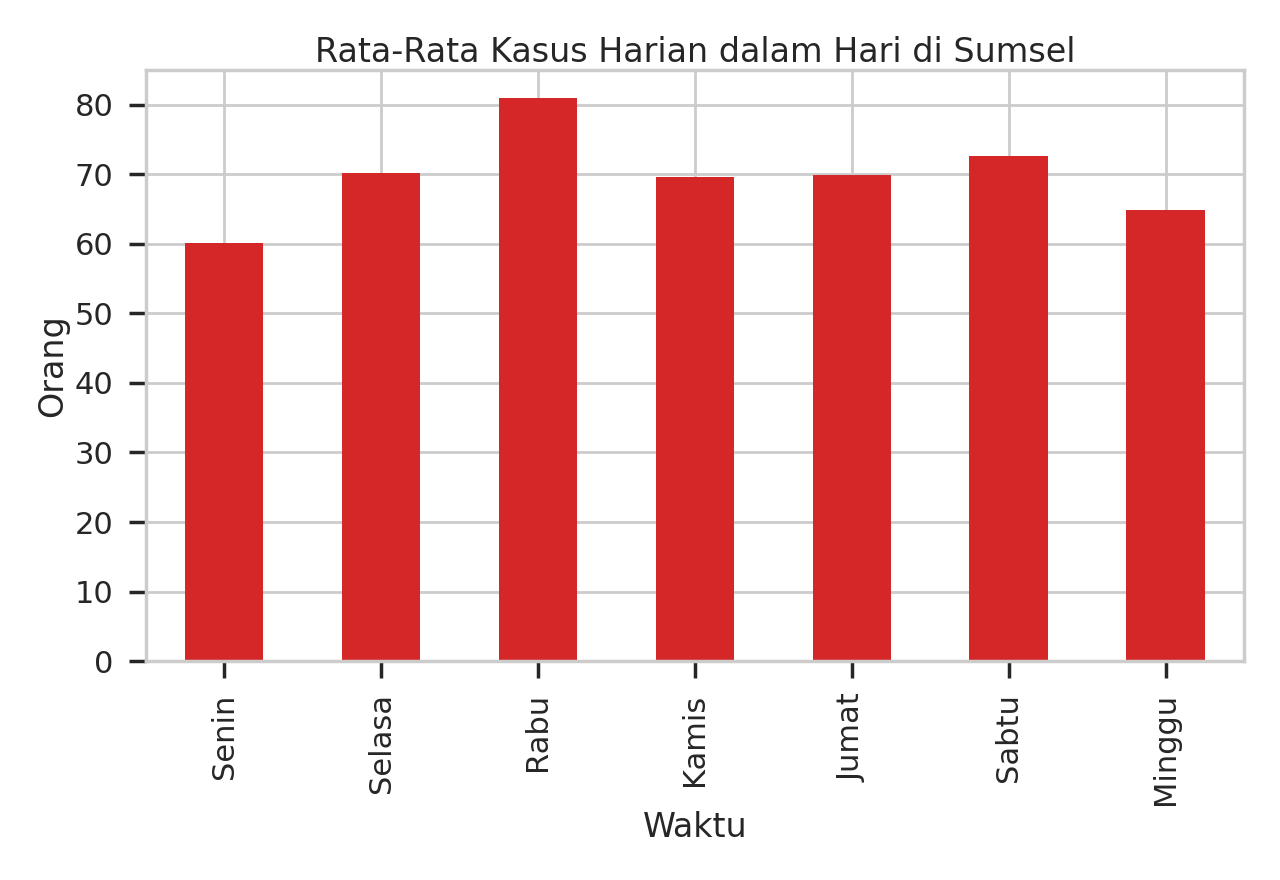 Rata-Rata Kasus Harian dalam Hari di Sumsel
80
70
60
50
40
30
20
10
0
Orang
Senin
Selasa
Rabu
Kamis
Jumat
Sabtu
Minggu
Waktu